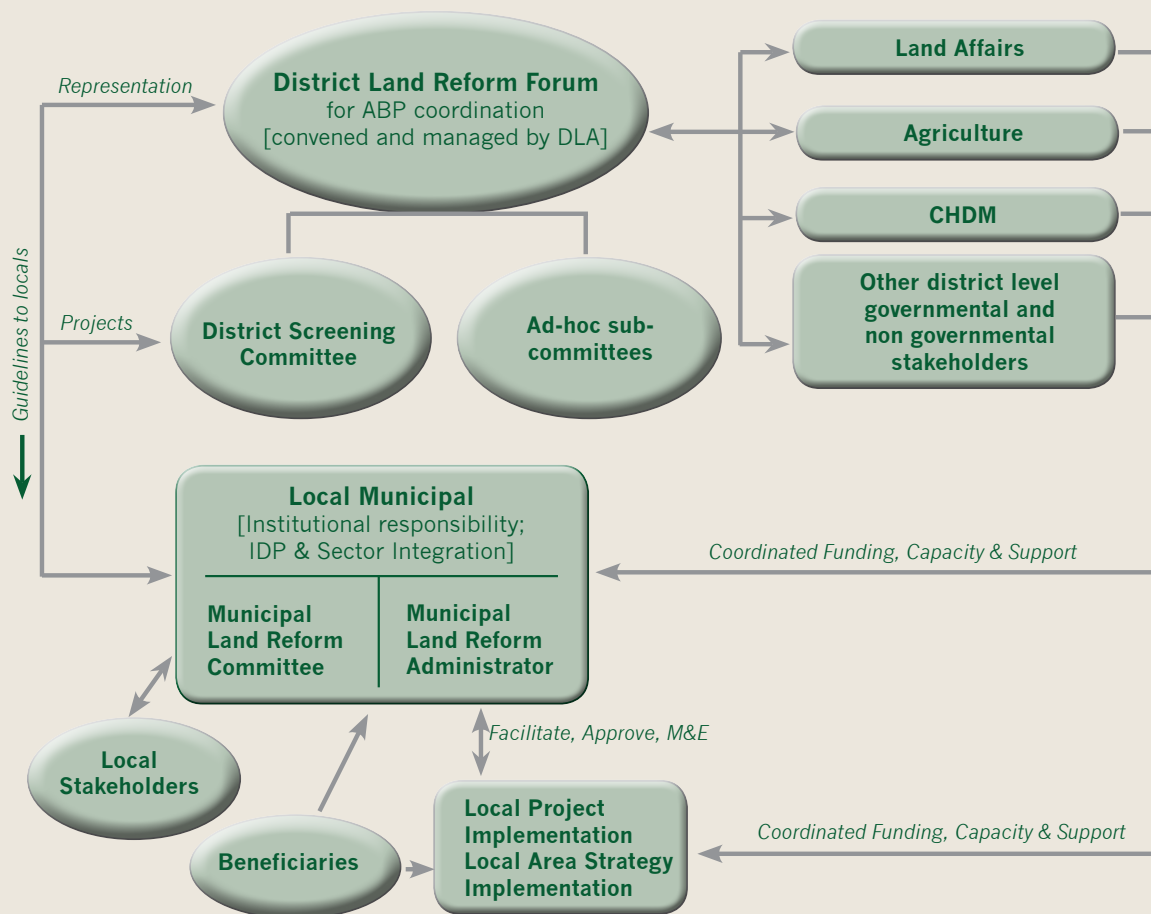 Representation
District Land Reform Forum
for ABP coordination
[convened and managed by DLA]
Land Affairs
Agriculture
CHDM
Other district level
governmental and
non governmental
stakeholders
Guidelines to locals
Projects
District Screening
Committee
Ad-hoc sub-
committees
Local Municipal
[Institutional responsibility;
IDP & Sector Integration]
Municipal
Land Reform
Committee
Municipal
Land Reform
Administrator
Coordinated Funding, Capacity & Support
Facilitate, Approve, M&E
Local
Stakeholders
Beneficiaries
Local Project
Implementation
Local Area Strategy
Implementation
Coordinated Funding, Capacity & Support